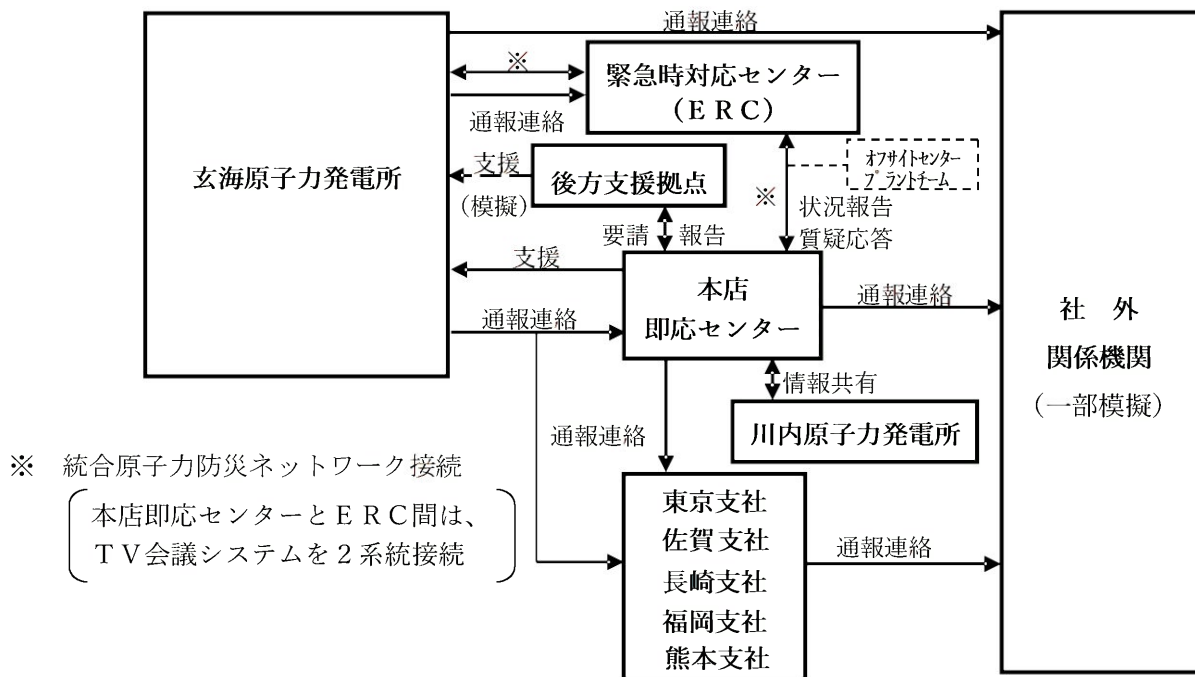 通報連絡
※
緊急時対応センター
（ＥＲＣ）
通報連絡
玄海原子力発電所
支援
（模擬）
後方支援拠点
オフサイトセンター
プラントチーム
※
状況報告
質疑応答
要請
報告
支援
本店
即応センター
通報連絡
通報連絡
社　外
関係機関
（一部模擬）
情報共有
川内原子力発電所
通報連絡
※　統合原子力防災ネットワーク接続
本店即応センターとＥＲＣ間は、
ＴＶ会議システムを２系統接続
東京支社
佐賀支社
長崎支社
福岡支社
熊本支社
通報連絡